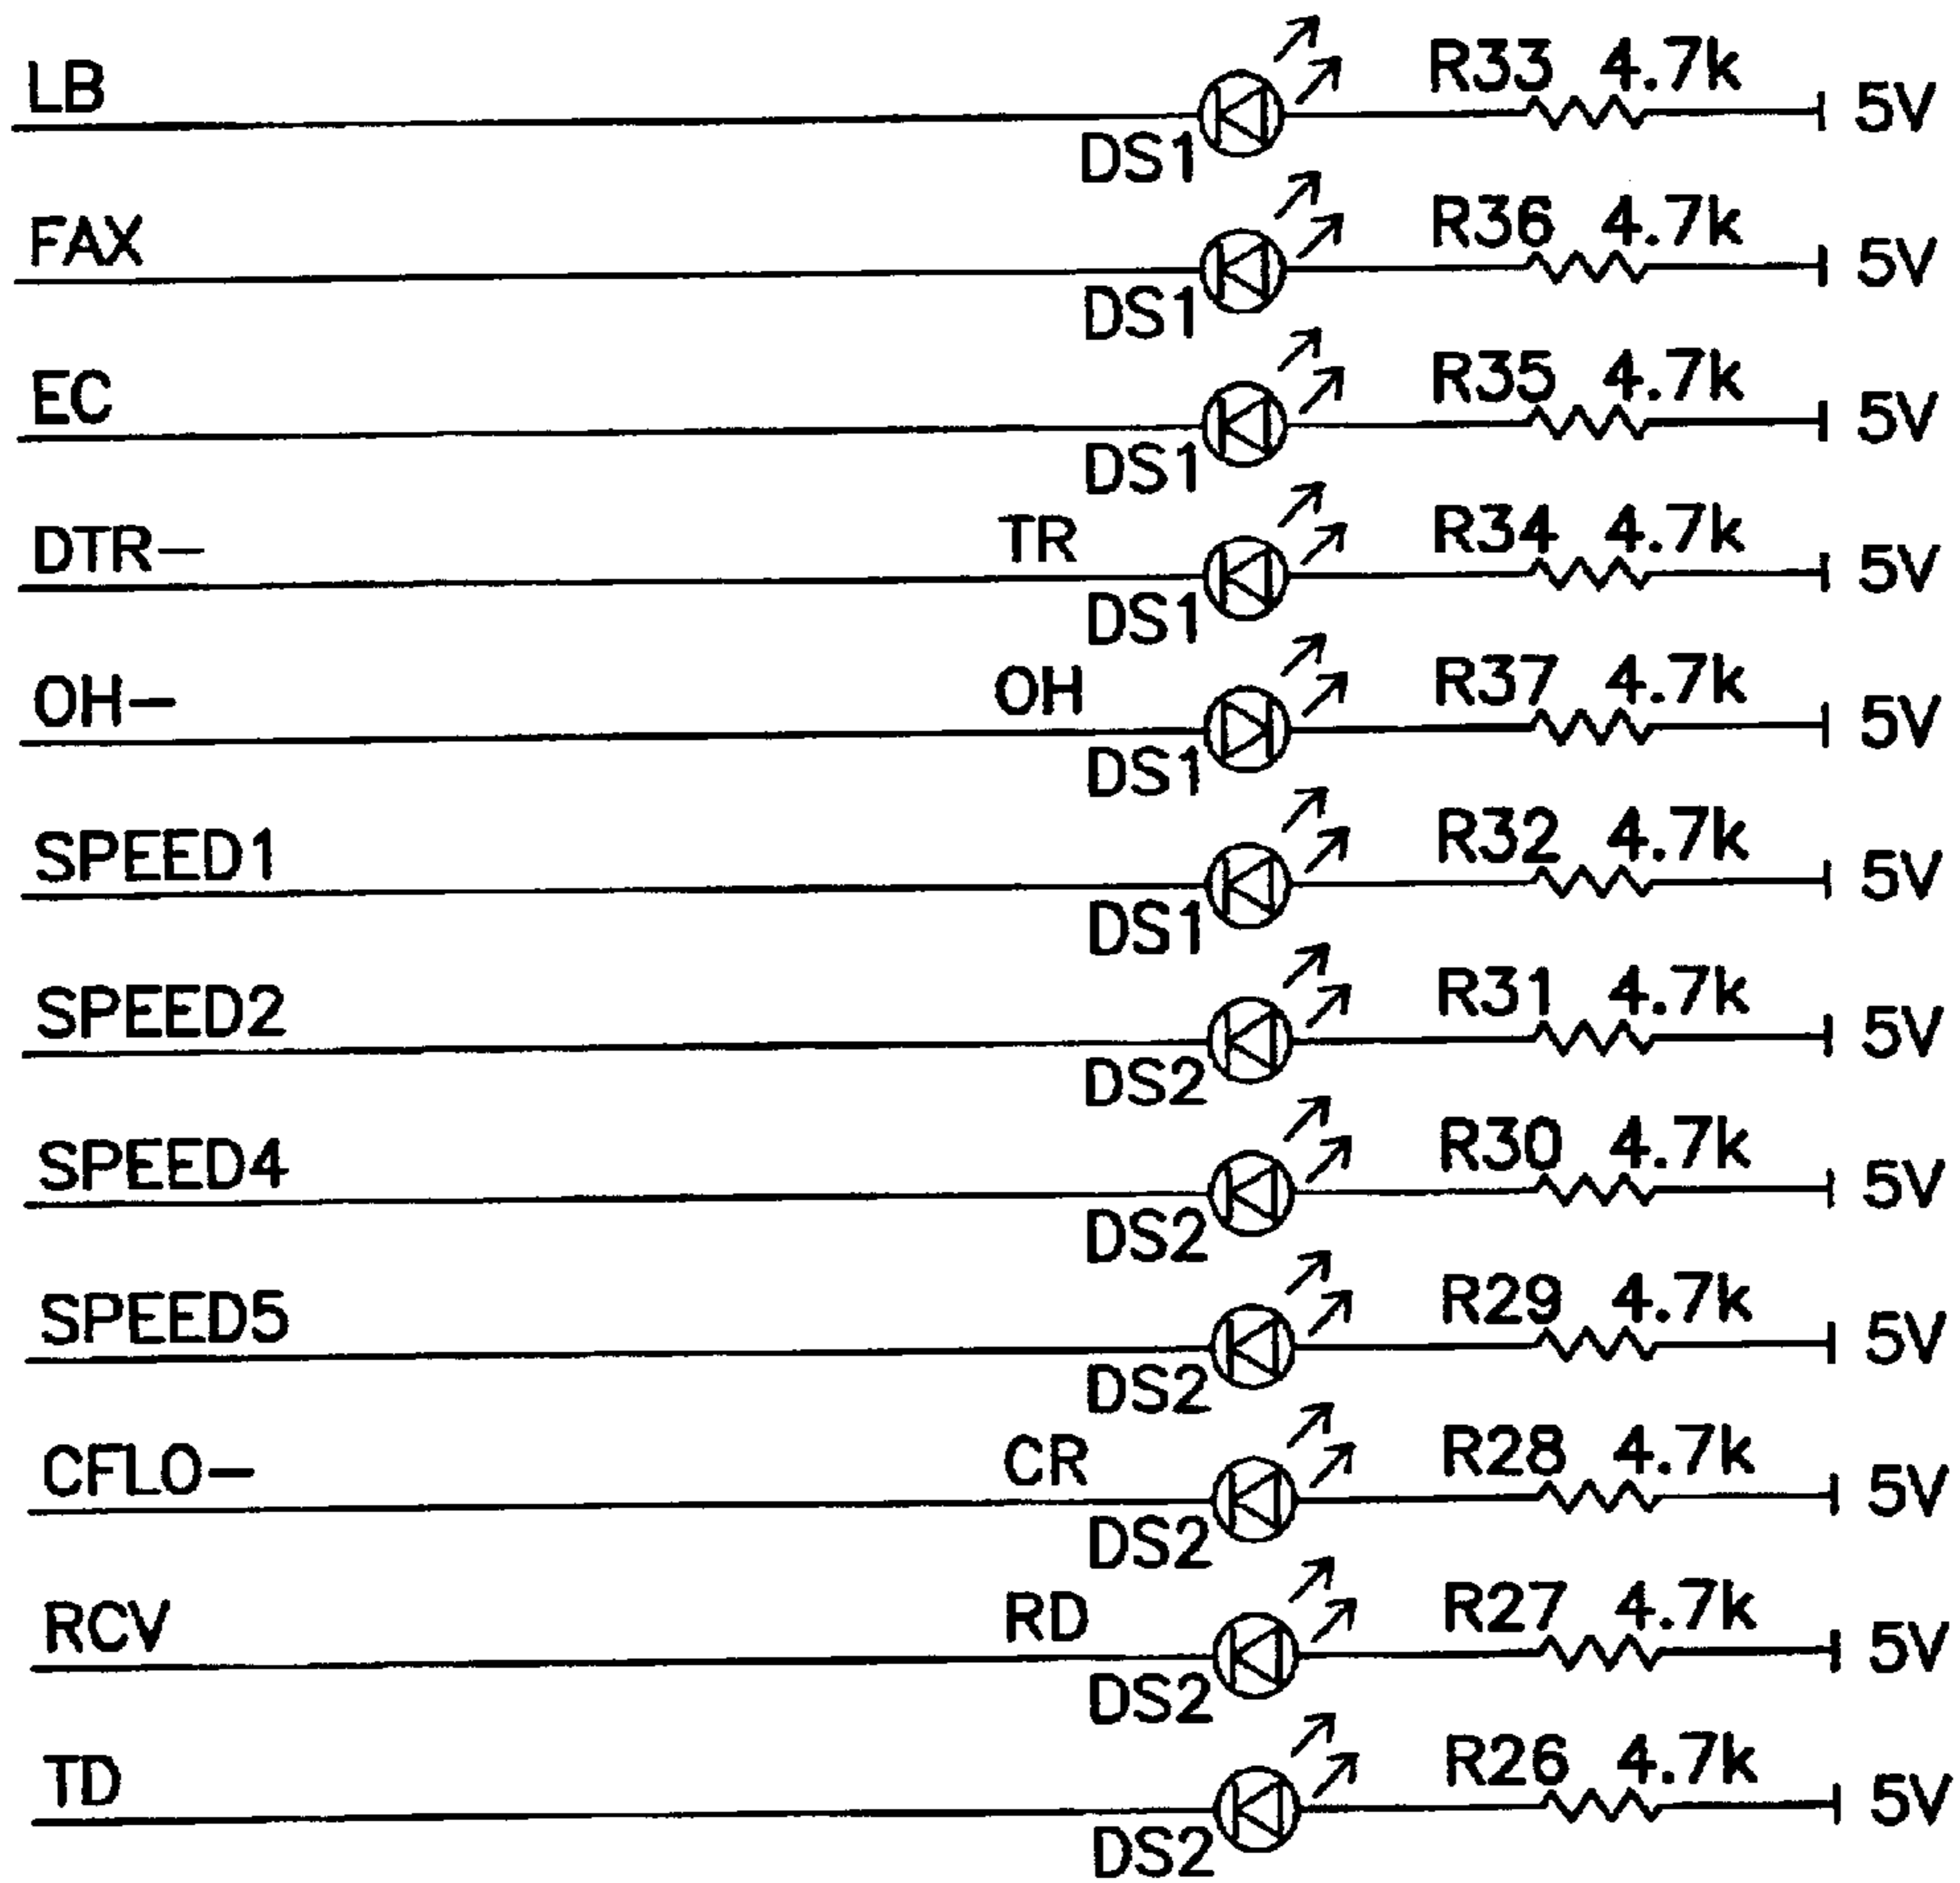 LB R33 4.7k 5V
DS1
FAX R36 4.7k 5V
DS1
EC R35 4.7k 5V
DS1
DTR- TR R34 4.7k 5V
DS1
OH- OH R37 4.7k 5V
DS1
SPEED1 R32 4.7k 5V
DS1
SPEED2 R31 4.7k 5V
DS2
SPEED4 R30 4.7k 5V
DS2
SPEED5 R29 4.7k 5V
DS2
CFLO- CR R28 4.7k 5V
DS2
RCV RD R27 4.7k 5V
DS2
TD R26 4.7k 5V
DS2